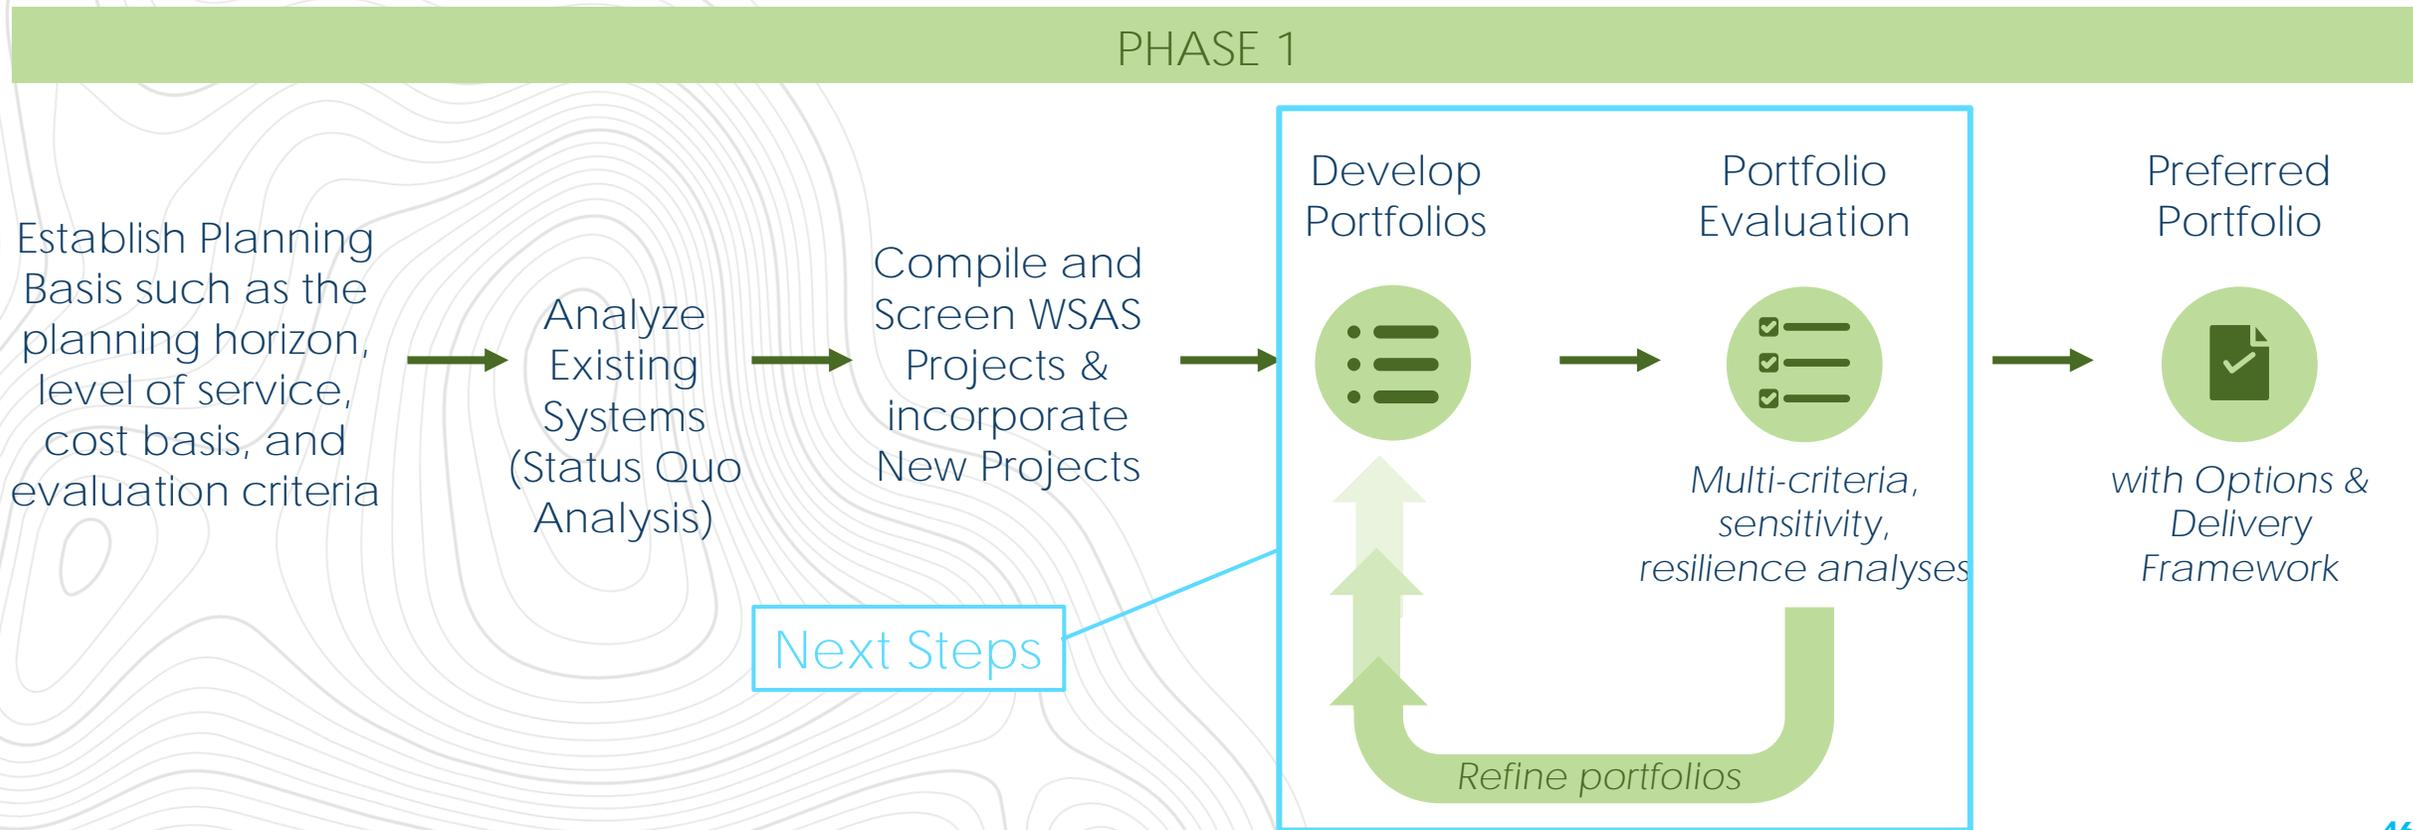 PHASE 1
Establish Planning
Basis such as the
planning horizon,
level of service,
cost basis, and
evaluation criteria
Analyze
Existing
Systems
(Status Quo
Analysis)
Compile and
Screen WSAS
Projects &
incorporate
New Projects
Next Steps
Develop
Portfolios
Portfolio
Evaluation
Multi-criteria,
sensitivity,
resilience analyses
Refine portfolios
Preferred
Portfolio
with Options &
Delivery
Framework